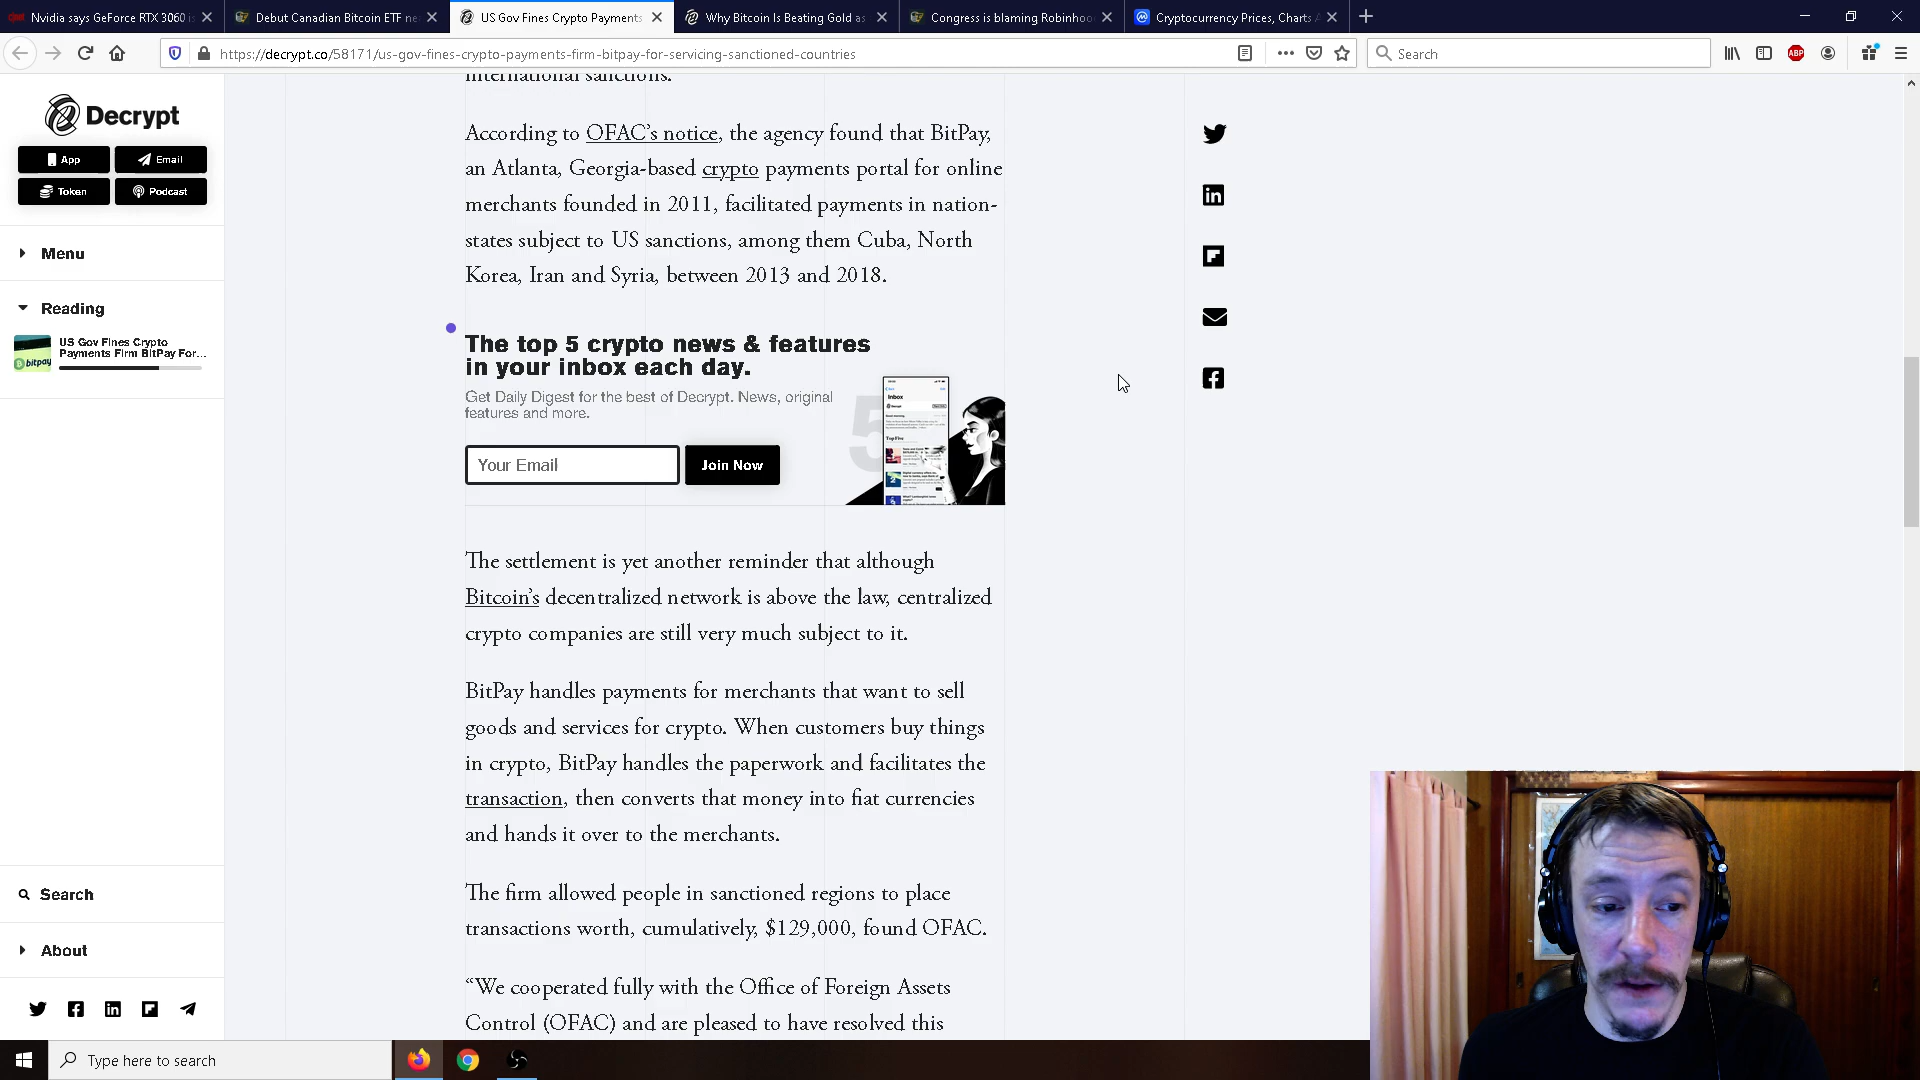 Nvidia says GeForce RTX 3060 is
Debut Canadian Bitcoin ETF ne
US Gov Fines Crypto Payments
Why Bitcoin Is Beating Gold as
Congress is blaming Robinhoo
Cryptocurrency Prices, Charts A
https://decrypt.co/58171/us-gov-fines-crypto-payments-firm-bitpay-for-servicing-sanctioned-countries
Search
ABP
Decrypt
App
Email
Token
Podcast
Menu
Reading
US Gov Fines Crypto
Payments Firm BitPay For...
bitpay
Search
About
international sanctions.
According to OFAC's notice, the agency found that BitPay,
an Atlanta, Georgia-based crypto payments portal for online
merchants founded in 2011, facilitated payments in nation-
states subject to US sanctions, among them Cuba, North
Korea, Iran and Syria, between 2013 and 2018.
The top 5 crypto news & features
in your inbox each day.
Get Daily Digest for the best of Decrypt. News, original
features and more.
Your Email
Join Now
5
Inbox
Top Five
The settlement is yet another reminder that although
Bitcoin's decentralized network is above the law, centralized
crypto companies are still very much subject to it.
BitPay handles payments for merchants that want to sell
goods and services for crypto. When customers buy things
in crypto, BitPay handles the paperwork and facilitates the
transaction, then converts that money into fiat currencies
and hands it over to the merchants.
The firm allowed people in sanctioned regions to place
transactions worth, cumulatively, $129,000, found OFAC.
“We cooperated fully with the Office of Foreign Assets
Control (OFAC) and are pleased to have resolved this
Type here to search